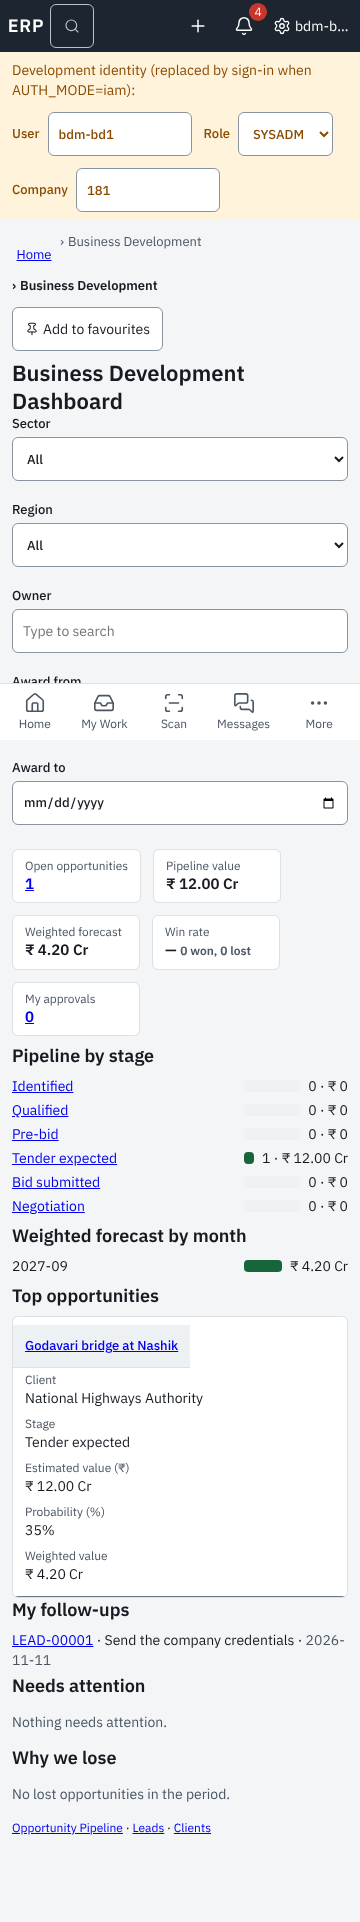 ERP
4
bdm-b...
Development identity (replaced by sign-in when
AUTH_MODE=iam):
User bdm-bd1 Role SYSADM
Company 181
Home › Business Development
› Business Development
Add to favourites
Business Development
Dashboard
Sector
All
Region
All
Owner
Type to search
Award from
Home My Work Scan Messages More
Award to
mm/dd/yyyy
Open opportunities
1
Pipeline value
₹ 12.00 Cr
Weighted forecast
₹ 4.20 Cr
Win rate
— 0 won, 0 lost
My approvals
0
Pipeline by stage
Identified 0 · ₹ 0
Qualified 0 · ₹ 0
Pre-bid 0 · ₹ 0
Tender expected 1 · ₹ 12.00 Cr
Bid submitted 0 · ₹ 0
Negotiation 0 · ₹ 0
Weighted forecast by month
2027-09 ₹ 4.20 Cr
Top opportunities
Godavari bridge at Nashik
Client
National Highways Authority
Stage
Tender expected
Estimated value (₹)
₹ 12.00 Cr
Probability (%)
35%
Weighted value
₹ 4.20 Cr
My follow-ups
LEAD-00001 · Send the company credentials · 2026-
11-11
Needs attention
Nothing needs attention.
Why we lose
No lost opportunities in the period.
Opportunity Pipeline · Leads · Clients